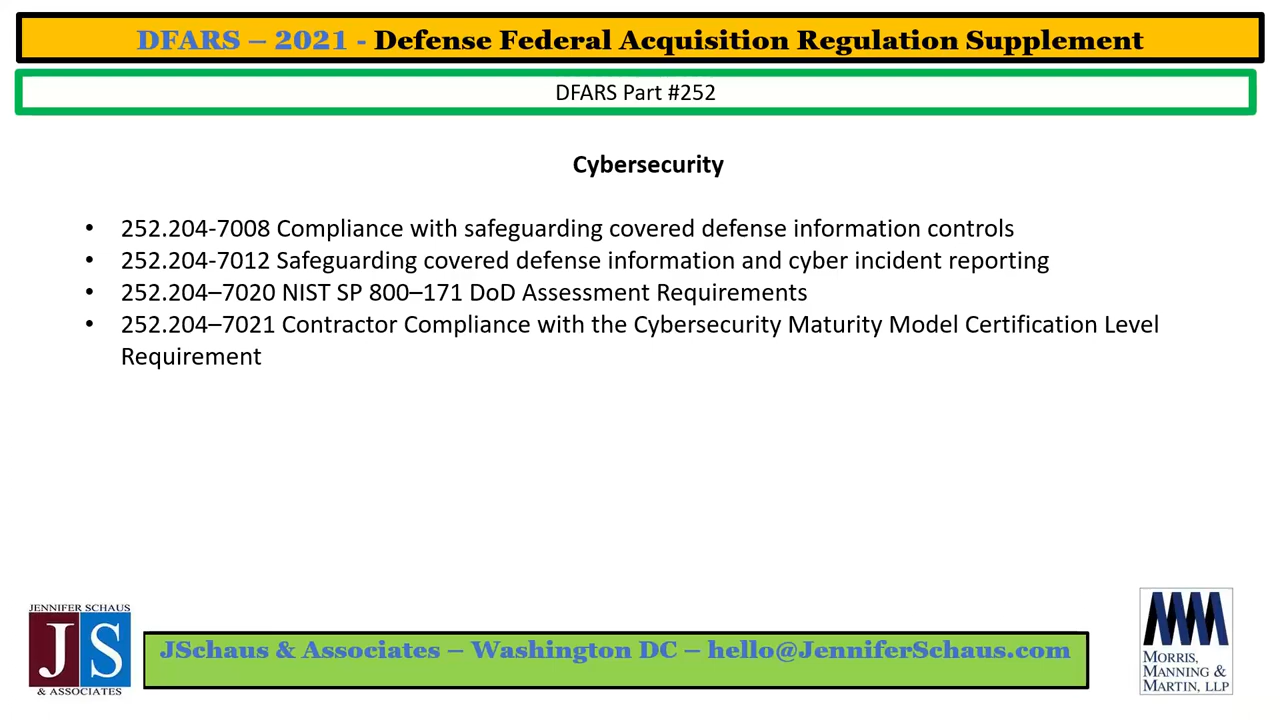 DFARS – 2021 - Defense Federal Acquisition Regulation Supplement
DFARS Part #252
Cybersecurity
• 252.204-7008 Compliance with safeguarding covered defense information controls
• 252.204-7012 Safeguarding covered defense information and cyber incident reporting
• 252.204–7020 NIST SP 800–171 DoD Assessment Requirements
• 252.204–7021 Contractor Compliance with the Cybersecurity Maturity Model Certification Level
Requirement
JENNIFER SCHAUS
JS
& ASSOCIATES
JSchaus & Associates – Washington DC – hello@JenniferSchaus.com
MMM
MORRIS,
MANNING &
MARTIN, LLP